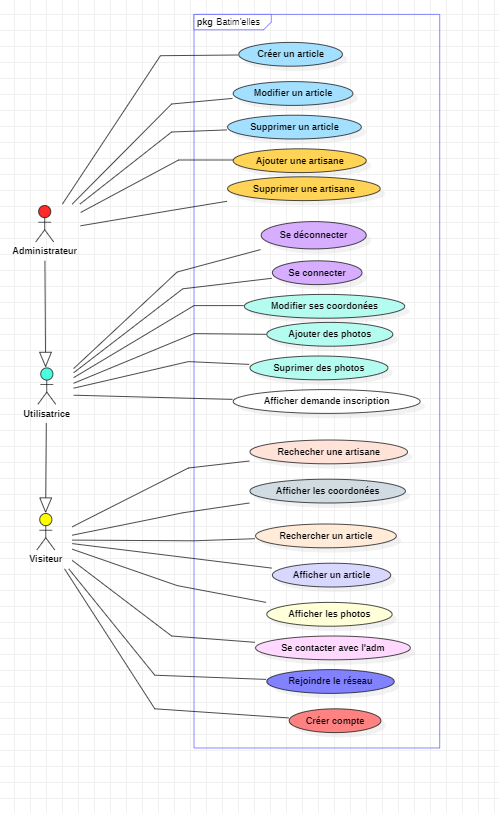 pkg Batim'elles
Créer un article
Modifier un article
Supprimer un article
Ajouter une artisane
Supprimer une artisane
Administrateur
Se déconnecter
Se connecter
Modifier ses coordonées
Ajouter des photos
Suprimer des photos
Afficher demande inscription
Utilisatrice
Rechecher une artisane
Afficher les coordonées
Rechercher un article
Visiteur
Afficher un article
Afficher les photos
Se contacter avec l'adm
Rejoindre le réseau
Créer compte